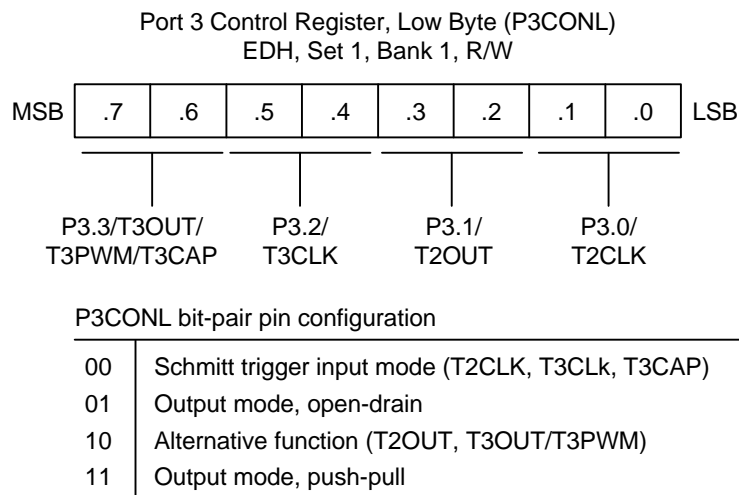 Port 3 Control Register, Low Byte (P3CONL)
EDH, Set 1, Bank 1, R/W
MSB .7 .6 .5 .4 .3 .2 .1 .0 LSB
P3.3/T3OUT/ P3.2/ P3.1/ P3.0/
T3PWM/T3CAP T3CLK T2OUT T2CLK
P3CONL bit-pair pin configuration
00 Schmitt trigger input mode (T2CLK, T3CLk, T3CAP)
01 Output mode, open-drain
10 Alternative function (T2OUT, T3OUT/T3PWM)
11 Output mode, push-pull